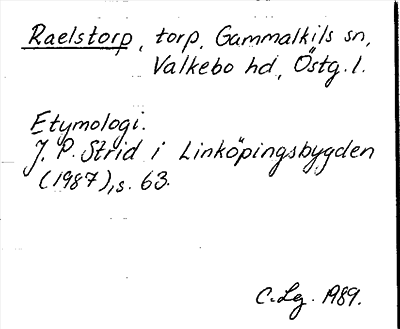 Raelstorp, torp, Gammalkils sn,
Valkebo hd, Östg. l.
Etymologi.
J. P. Strid i Linköpingsbygden
(1987), s. 63.
C. Lg. 1989.